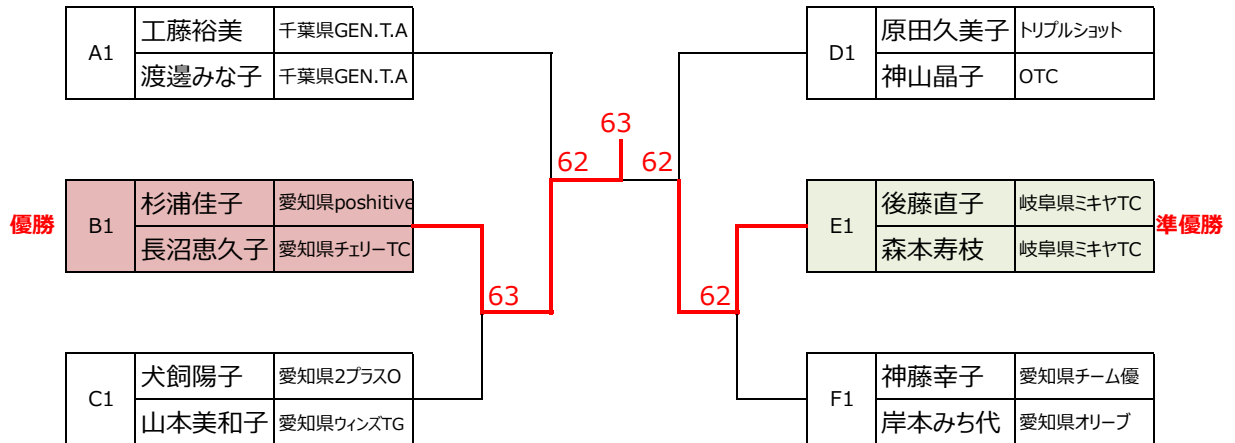 A1 工藤裕美 千葉県GEN.T.A
渡邊みな子 千葉県GEN.T.A
D1 原田久美子 トリプルショット
神山晶子 OTC
63
62 62
優勝 B1 杉浦佳子 愛知県poshitive
長沼恵久子 愛知県チェリーTC
E1 後藤直子 岐阜県ミキヤTC 準優勝
森本寿枝 岐阜県ミキヤTC
63 62
C1 犬飼陽子 愛知県2プラスO
山本美和子 愛知県ウィンズTG
F1 神藤幸子 愛知県チーム優
岸本みち代 愛知県オリーブ